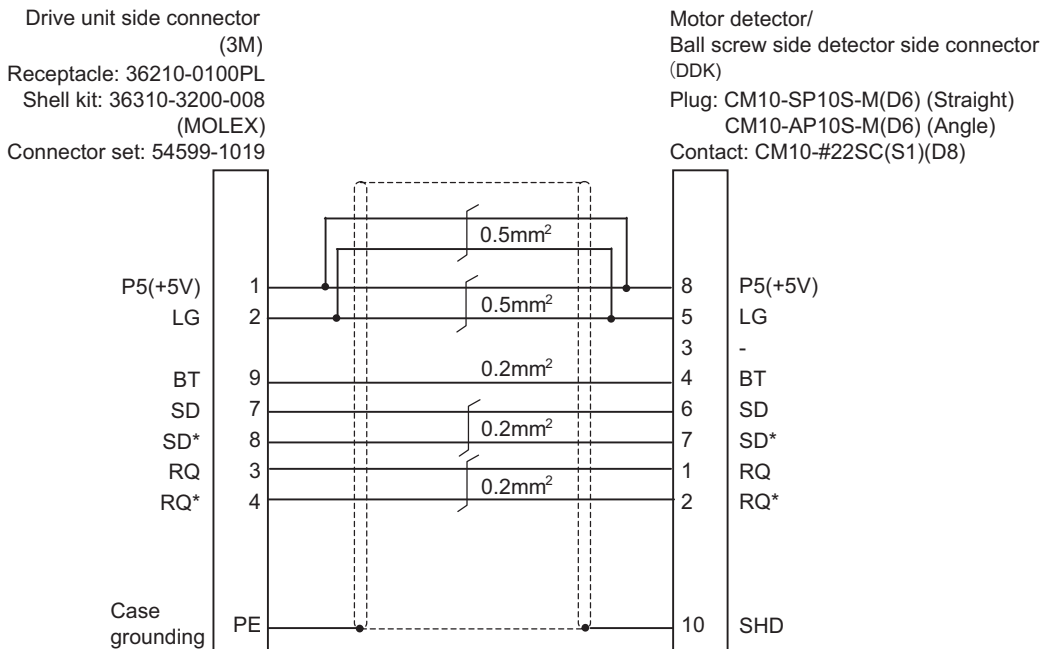 Drive unit side connector
(3M)
Receptacle: 36210-0100PL
Shell kit: 36310-3200-008
(MOLEX)
Connector set: 54599-1019
Motor detector/
Ball screw side detector side connector
(DDK)
Plug: CM10-SP10S-M(D6) (Straight)
CM10-AP10S-M(D6) (Angle)
Contact: CM10-#22SC(S1)(D8)
0.5mm²
P5(+5V) 1 8 P5(+5V)
0.5mm²
LG 2 5 LG
3 -
BT 9 0.2mm² 4 BT
SD 7 6 SD
0.2mm²
SD* 8 7 SD*
RQ 3 1 RQ
0.2mm²
RQ* 4 2 RQ*
Case
grounding PE 10 SHD